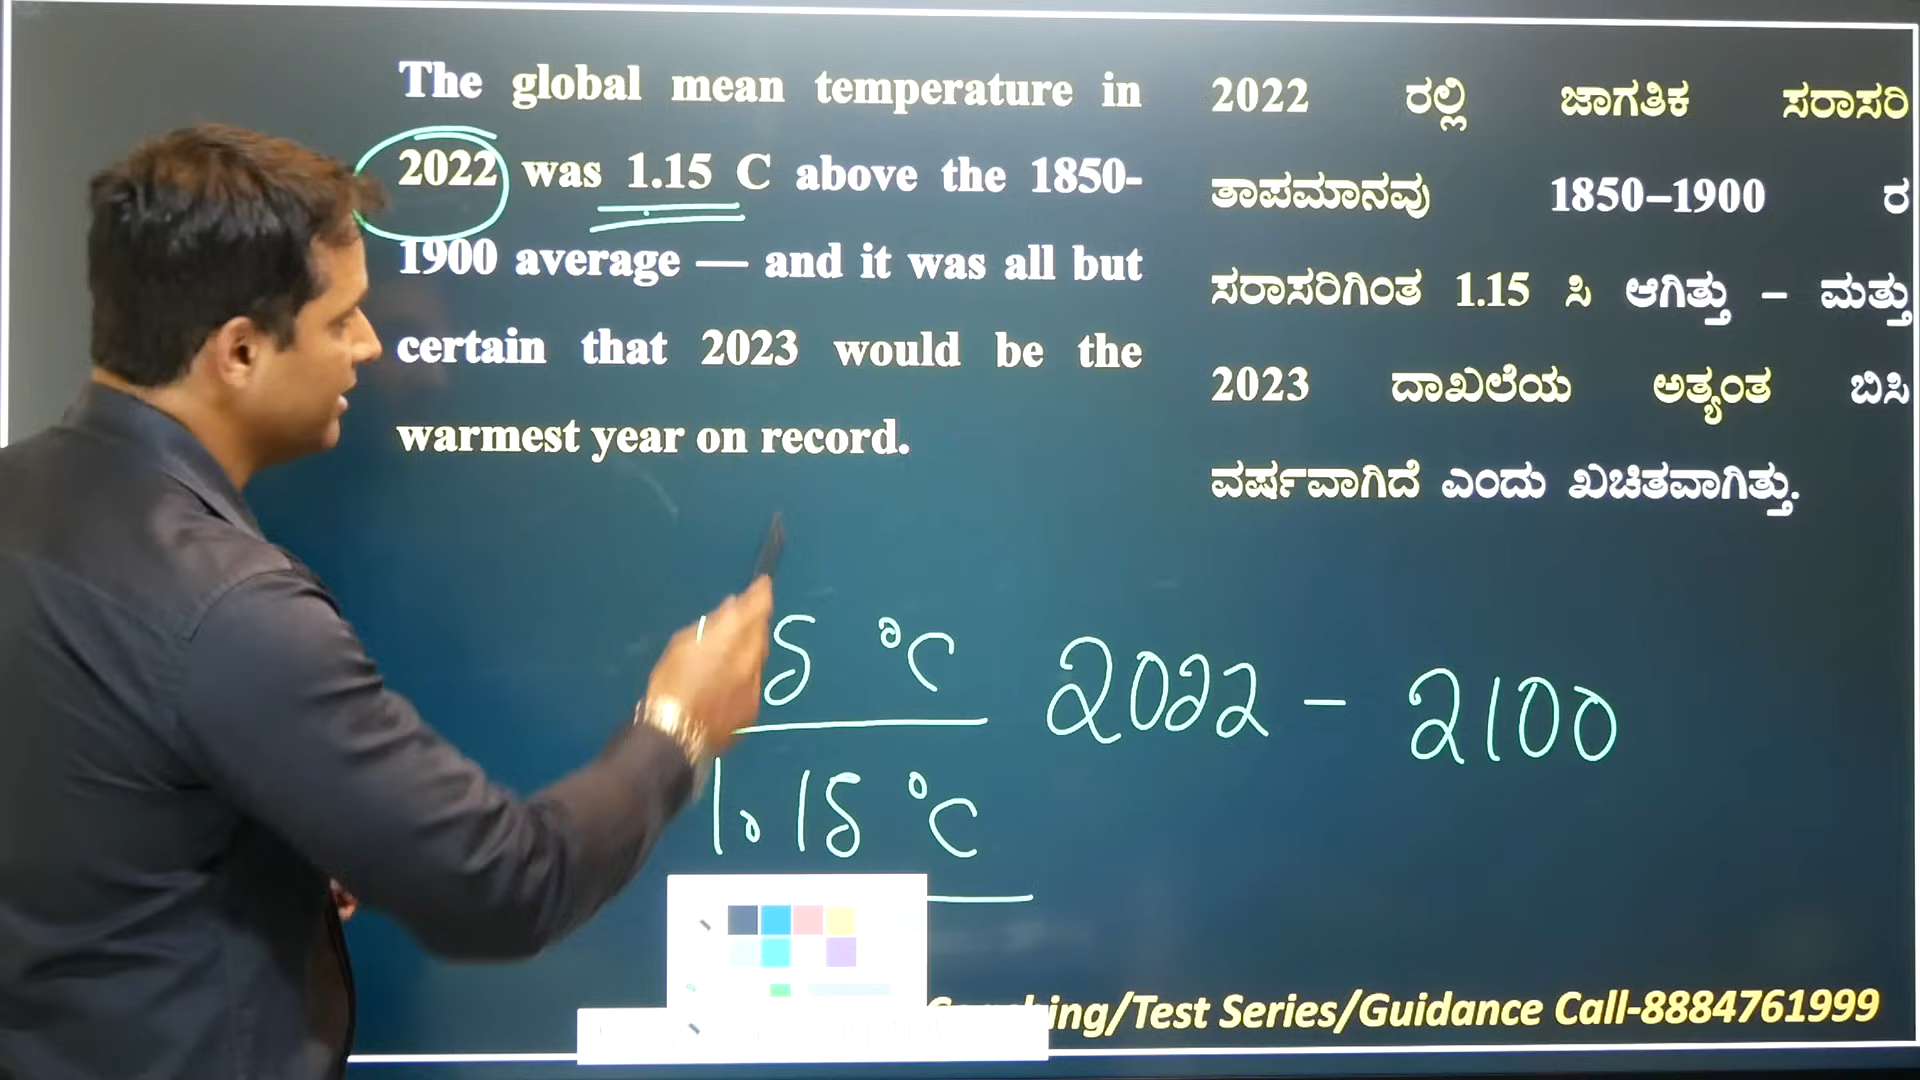 The global mean temperature in
2022 was 1.15 C above the 1850-
1900 average — and it was all but
certain that 2023 would be the
warmest year on record.
2022 ರಲ್ಲಿ ಜಾಗತಿಕ ಸರಾಸರಿ
ತಾಪಮಾನವು 1850–1900 ರ
ಸರಾಸರಿಗಿಂತ 1.15 ಸಿ ಆಗಿತ್ತು – ಮತ್ತು
2023 ದಾಖಲೆಯ ಅತ್ಯಂತ ಬಿಸಿ
ವರ್ಷವಾಗಿದೆ ಎಂದು ಖಚಿತವಾಗಿತ್ತು.
5 °C 2022 - 2100
1.15 °C
/Test Series/Guidance Call-8884761999